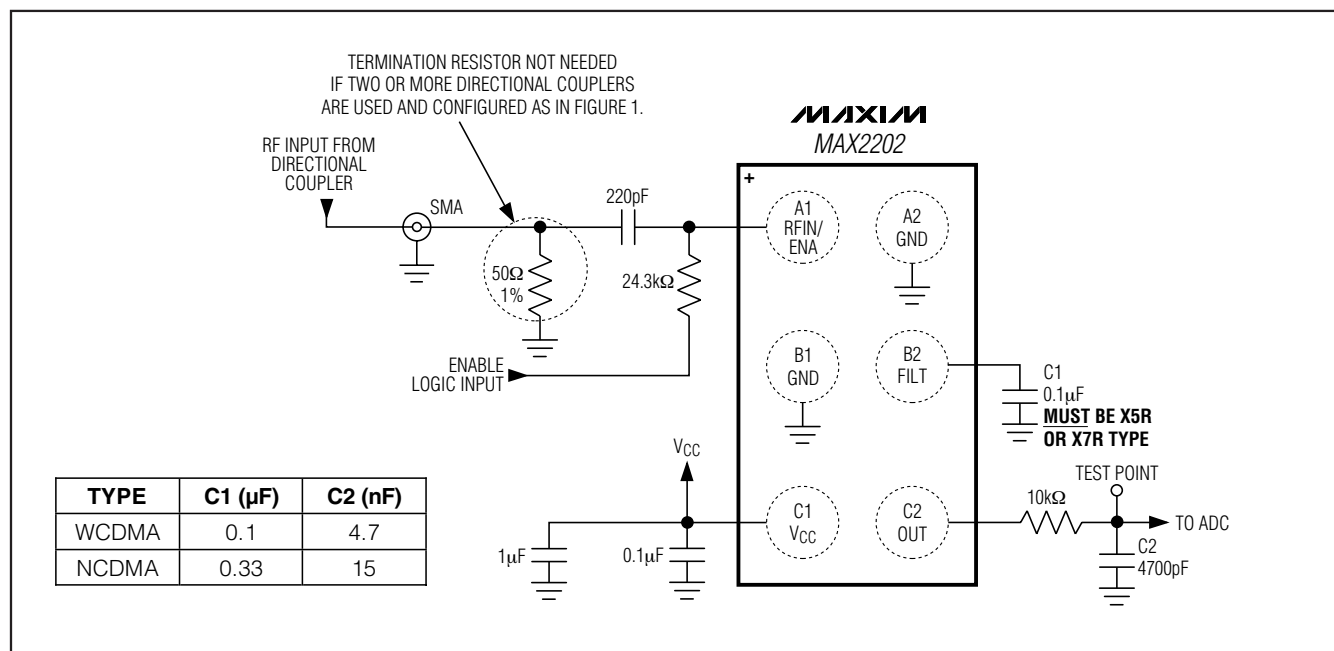 TERMINATION RESISTOR NOT NEEDED
IF TWO OR MORE DIRECTIONAL COUPLERS
ARE USED AND CONFIGURED AS IN FIGURE 1.
RF INPUT FROM
DIRECTIONAL
COUPLER
SMA
50Ω
1%
220pF
24.3kΩ
ENABLE
LOGIC INPUT
MAXIM
MAX2202
+
A1
RFIN/
ENA
A2
GND
B1
GND
B2
FILT
C1
VCC
C2
OUT
C1
0.1µF
MUST BE X5R
OR X7R TYPE
TEST POINT
10kΩ
TO ADC
C2
4700pF
VCC
1µF
0.1µF
TYPE C1 (µF) C2 (nF)
WCDMA 0.1 4.7
NCDMA 0.33 15